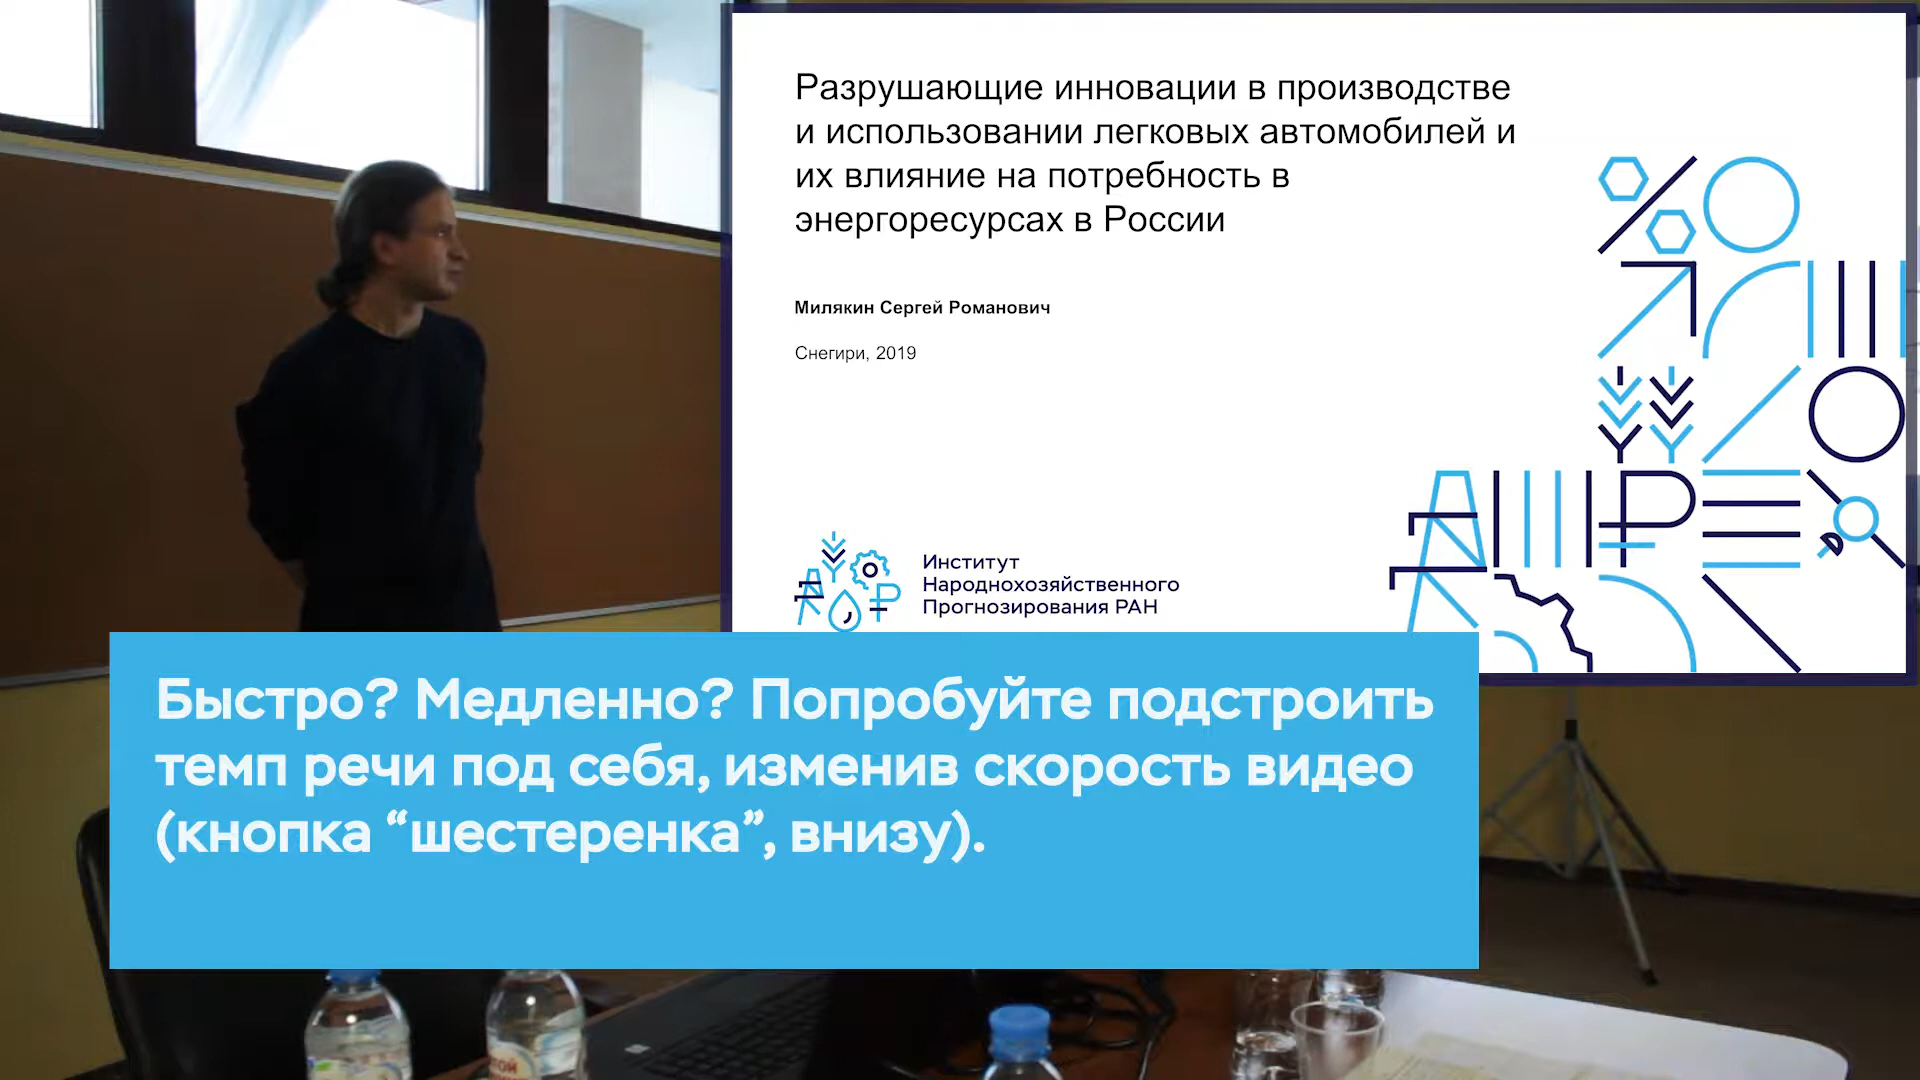 Разрушающие инновации в производстве
и использовании легковых автомобилей и
их влияние на потребность в
энергоресурсах в России
Милякин Сергей Романович
Снегири, 2019
Институт
Народнохозяйственного
Прогнозирования РАН
Быстро? Медленно? Попробуйте подстроить
темп речи под себя, изменив скорость видео
(кнопка “шестеренка”, внизу).